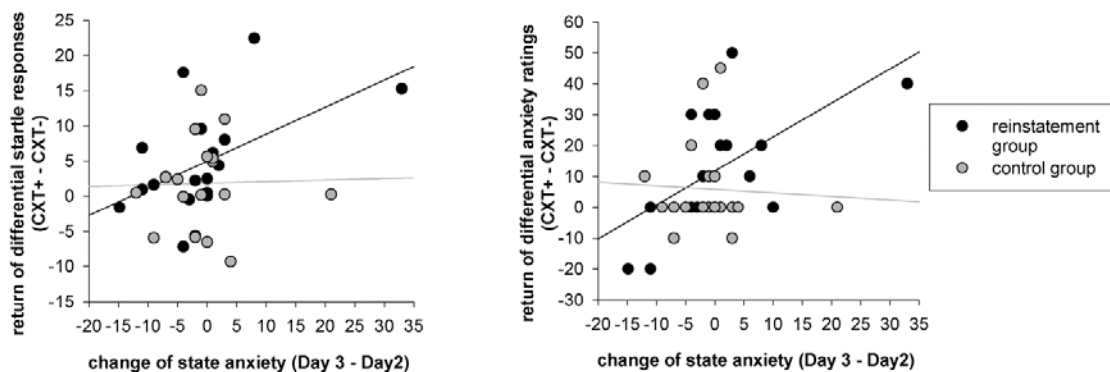 return of differential startle responses
(CXT+ - CXT-)
25
20
15
10
5
0
-5
-10
-15
-20 -15 -10 -5 0 5 10 15 20 25 30 35
change of state anxiety (Day 3 - Day2)
return of differential anxiety ratings
(CXT+ - CXT-)
60
50
40
30
20
10
0
-10
-20
-30
-20 -15 -10 -5 0 5 10 15 20 25 30 35
change of state anxiety (Day 3 - Day2)
reinstatement
group
control group